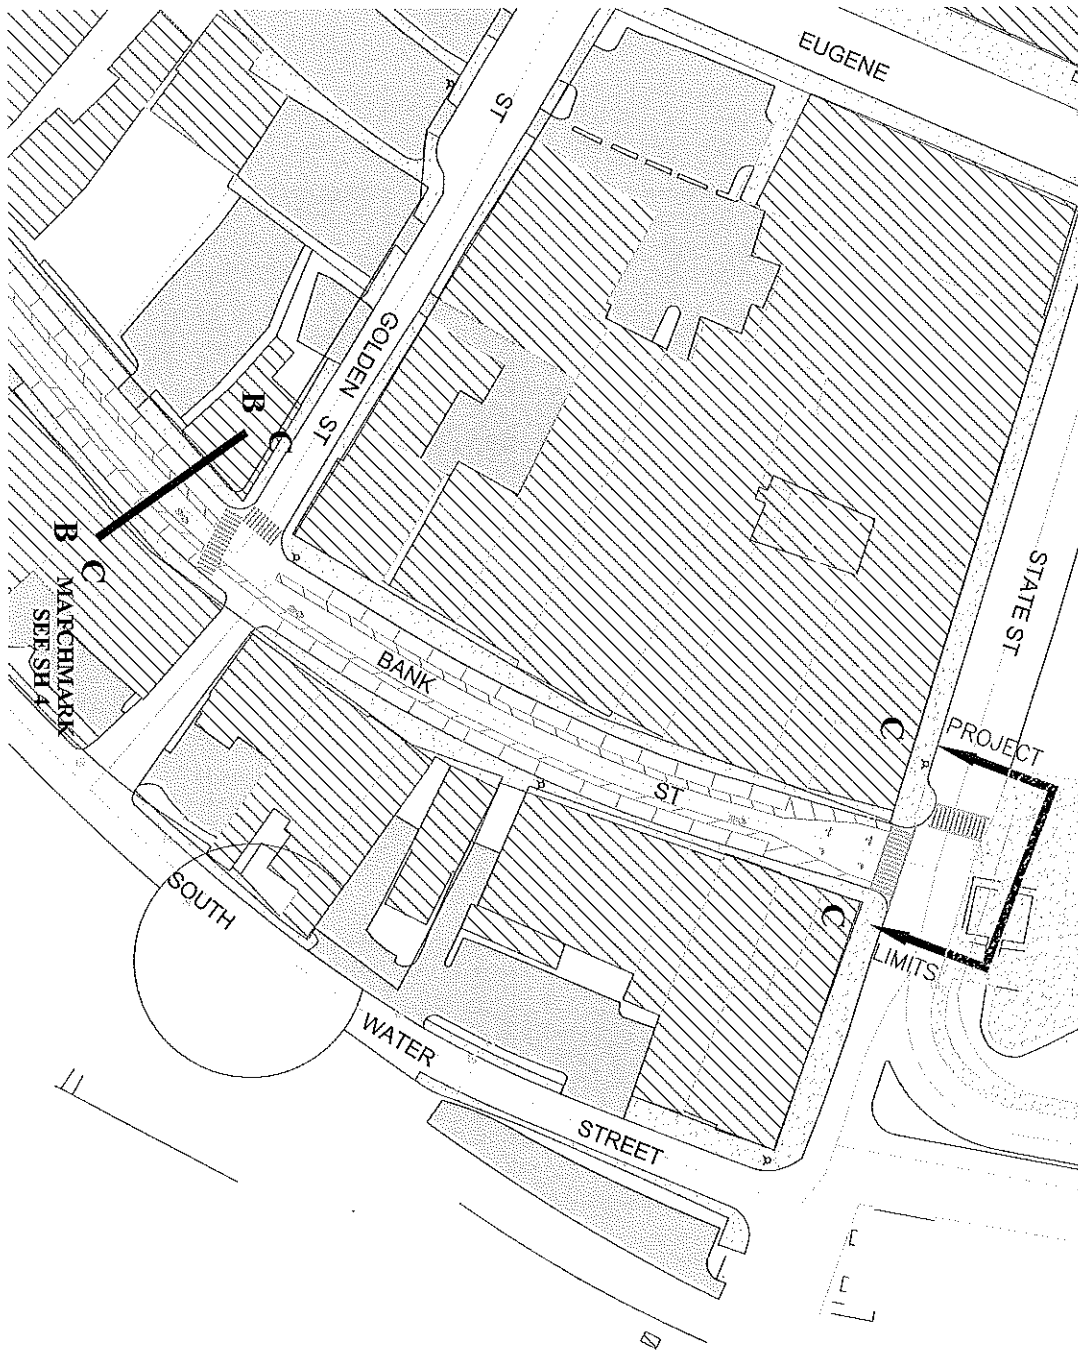 EUGENE
ST
GOLDEN ST
STATE ST
B C
B C
MATCHMARK
SEE SH 4
BANK
ST
C
PROJECT
C
LIMITS
SOUTH
WATER
STREET